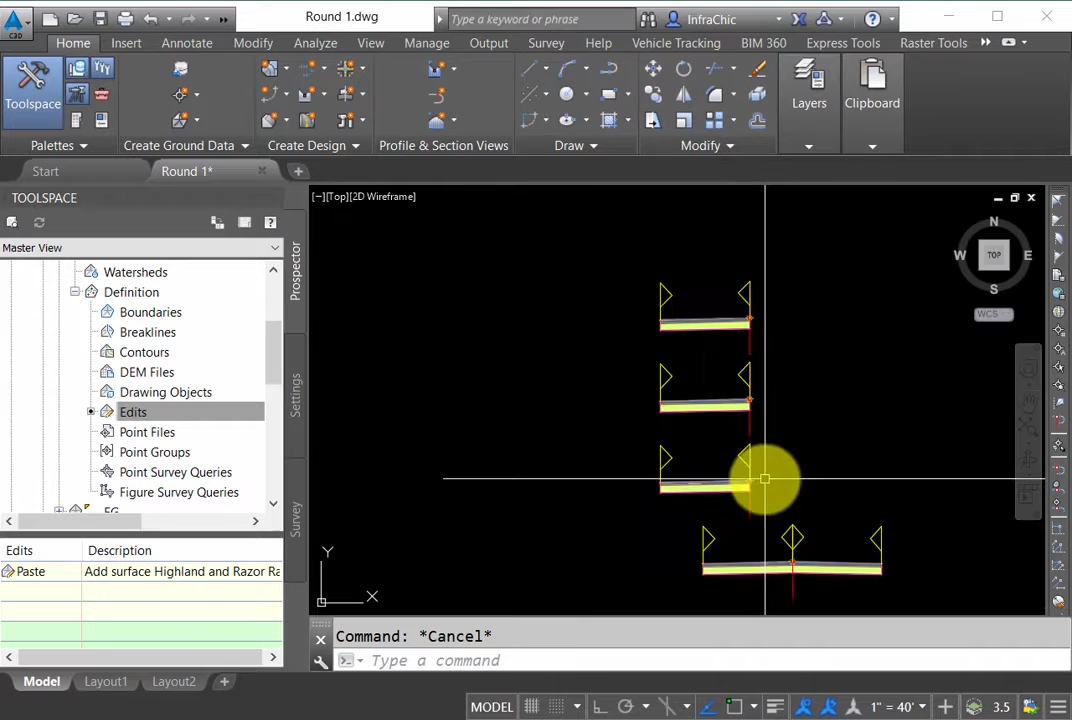 Round 1.dwg
Type a keyword or phrase
InfraChic
C3D
Home Insert Annotate Modify Analyze View Manage Output Survey Help Vehicle Tracking BIM 360 Express Tools Raster Tools
Toolspace
Layers
Clipboard
Palettes
Create Ground Data
Create Design
Profile & Section Views
Draw
Modify
Start
Round 1*
TOOLSPACE
[−][Top][2D Wireframe]
Master View
Watersheds
Definition
Boundaries
Breaklines
Contours
DEM Files
Drawing Objects
Edits
Point Files
Point Groups
Point Survey Queries
Figure Survey Queries
EG
Prospector
Settings
Survey
N
W TOP E
S
WCS
Y
X
Edits Description
Paste Add surface Highland and Razor Ra
Command: *Cancel*
Type a command
Model Layout1 Layout2
MODEL
1" = 40'
3.5